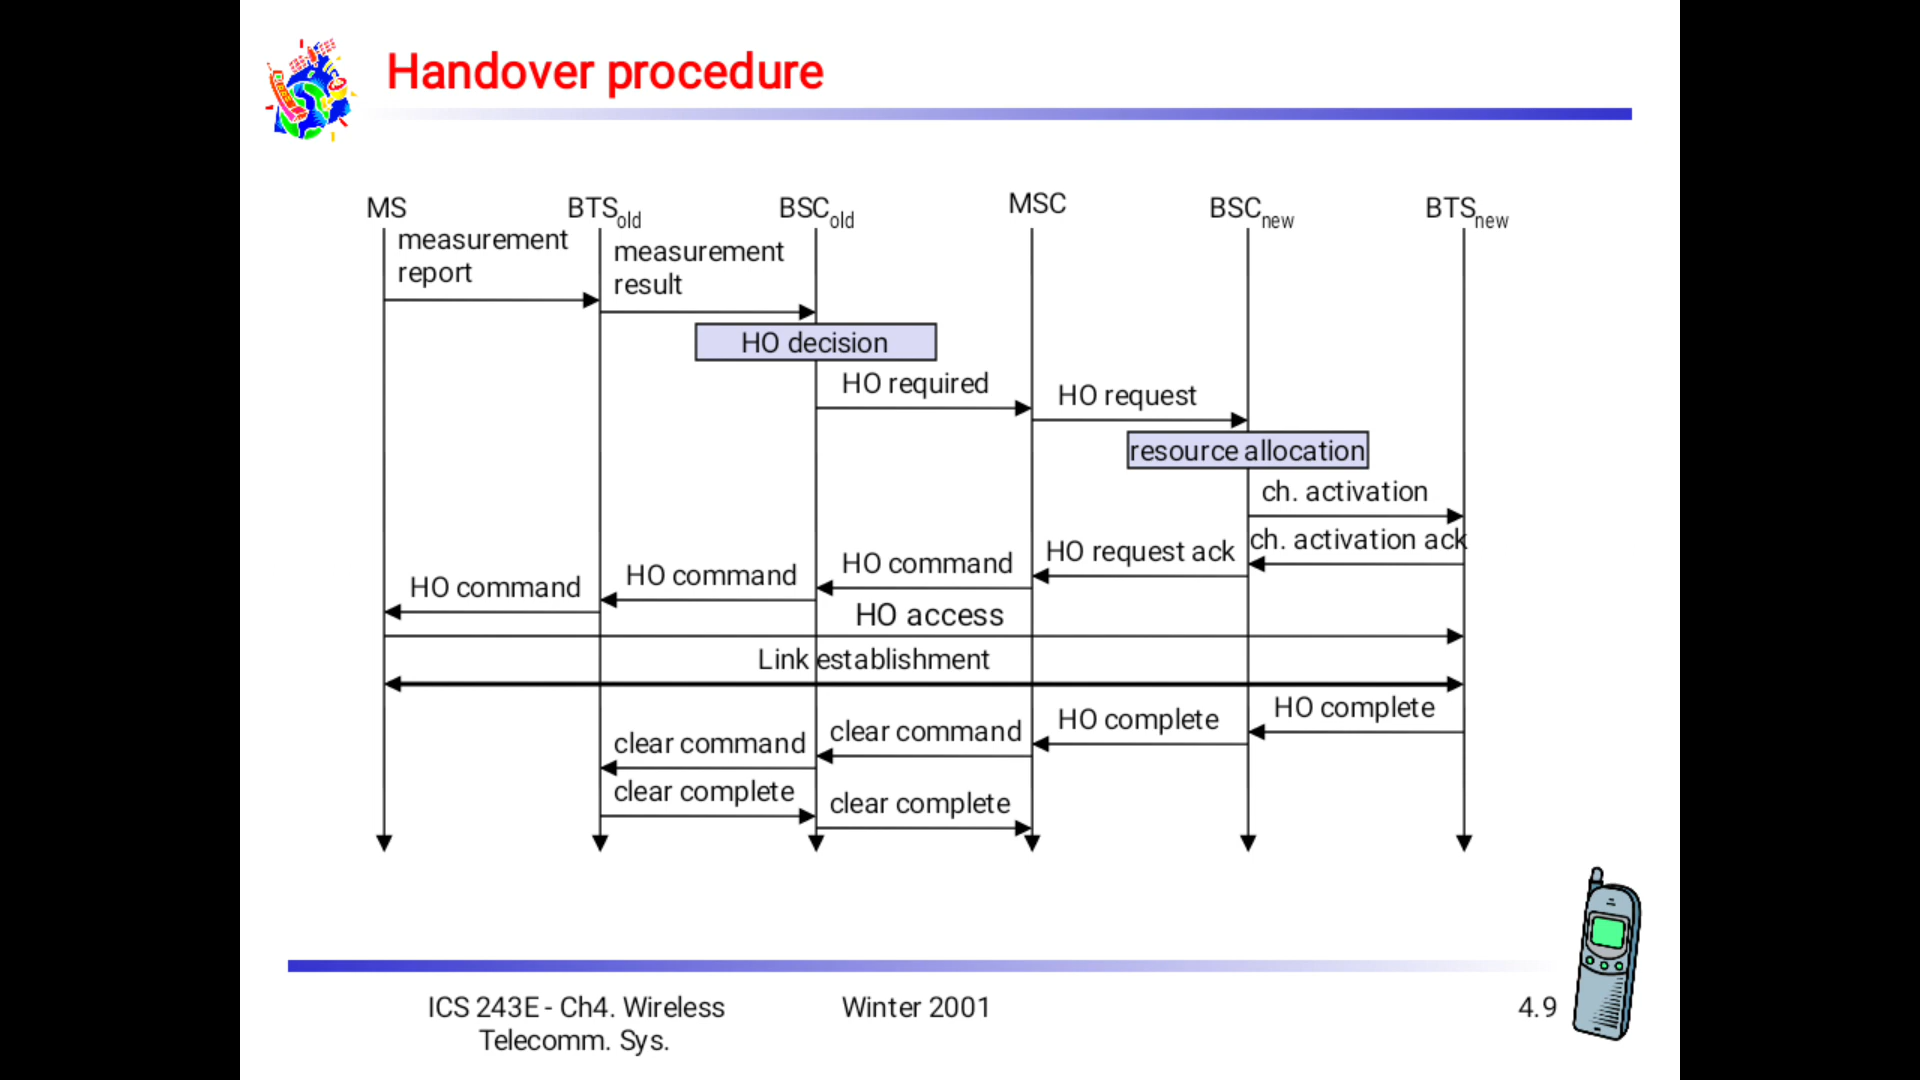 Handover procedure
MS
BTSold
BSCold
MSC
BSCnew
BTSnew
measurement
report
measurement
result
HO decision
HO required
HO request
resource allocation
ch. activation
ch. activation ack
HO request ack
HO command
HO command
HO command
HO access
Link establishment
HO complete
HO complete
clear command
clear command
clear complete
clear complete
ICS 243E - Ch4. Wireless
Telecomm. Sys.
Winter 2001
4.9